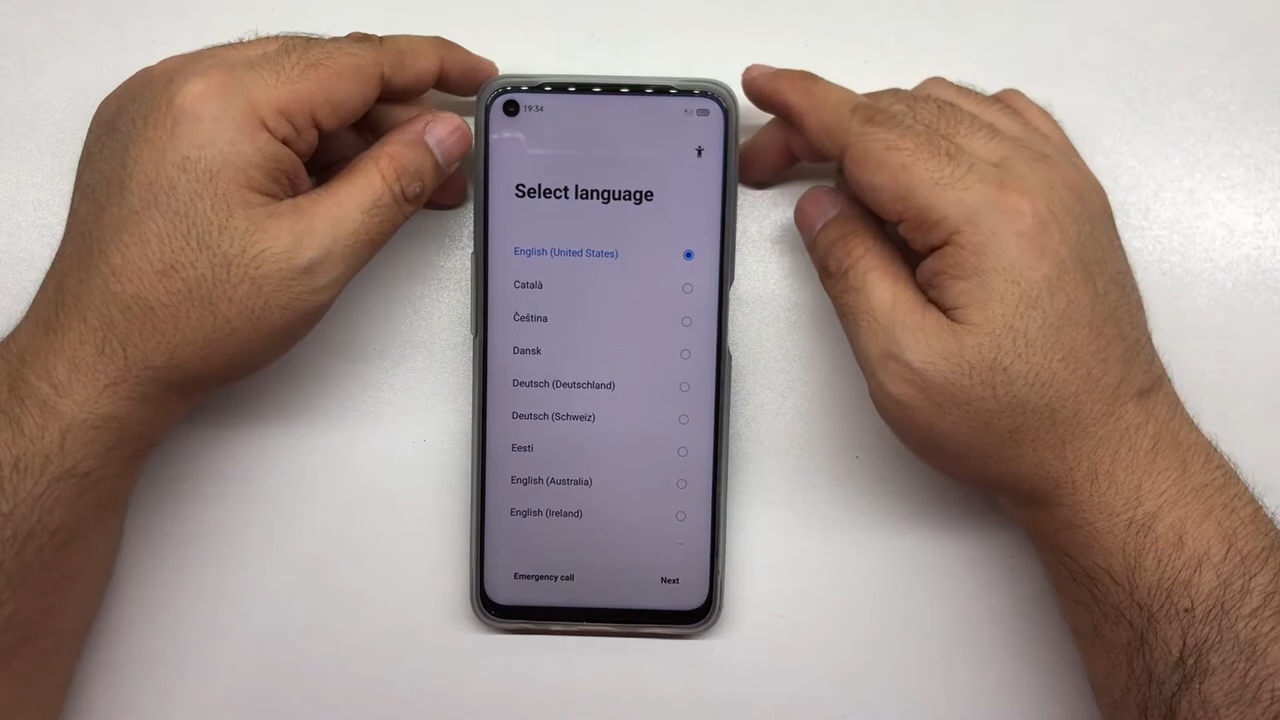 19:34
Select language
English (United States)
Català
Čeština
Dansk
Deutsch (Deutschland)
Deutsch (Schweiz)
Eesti
English (Australia)
English (Ireland)
Emergency call
Next